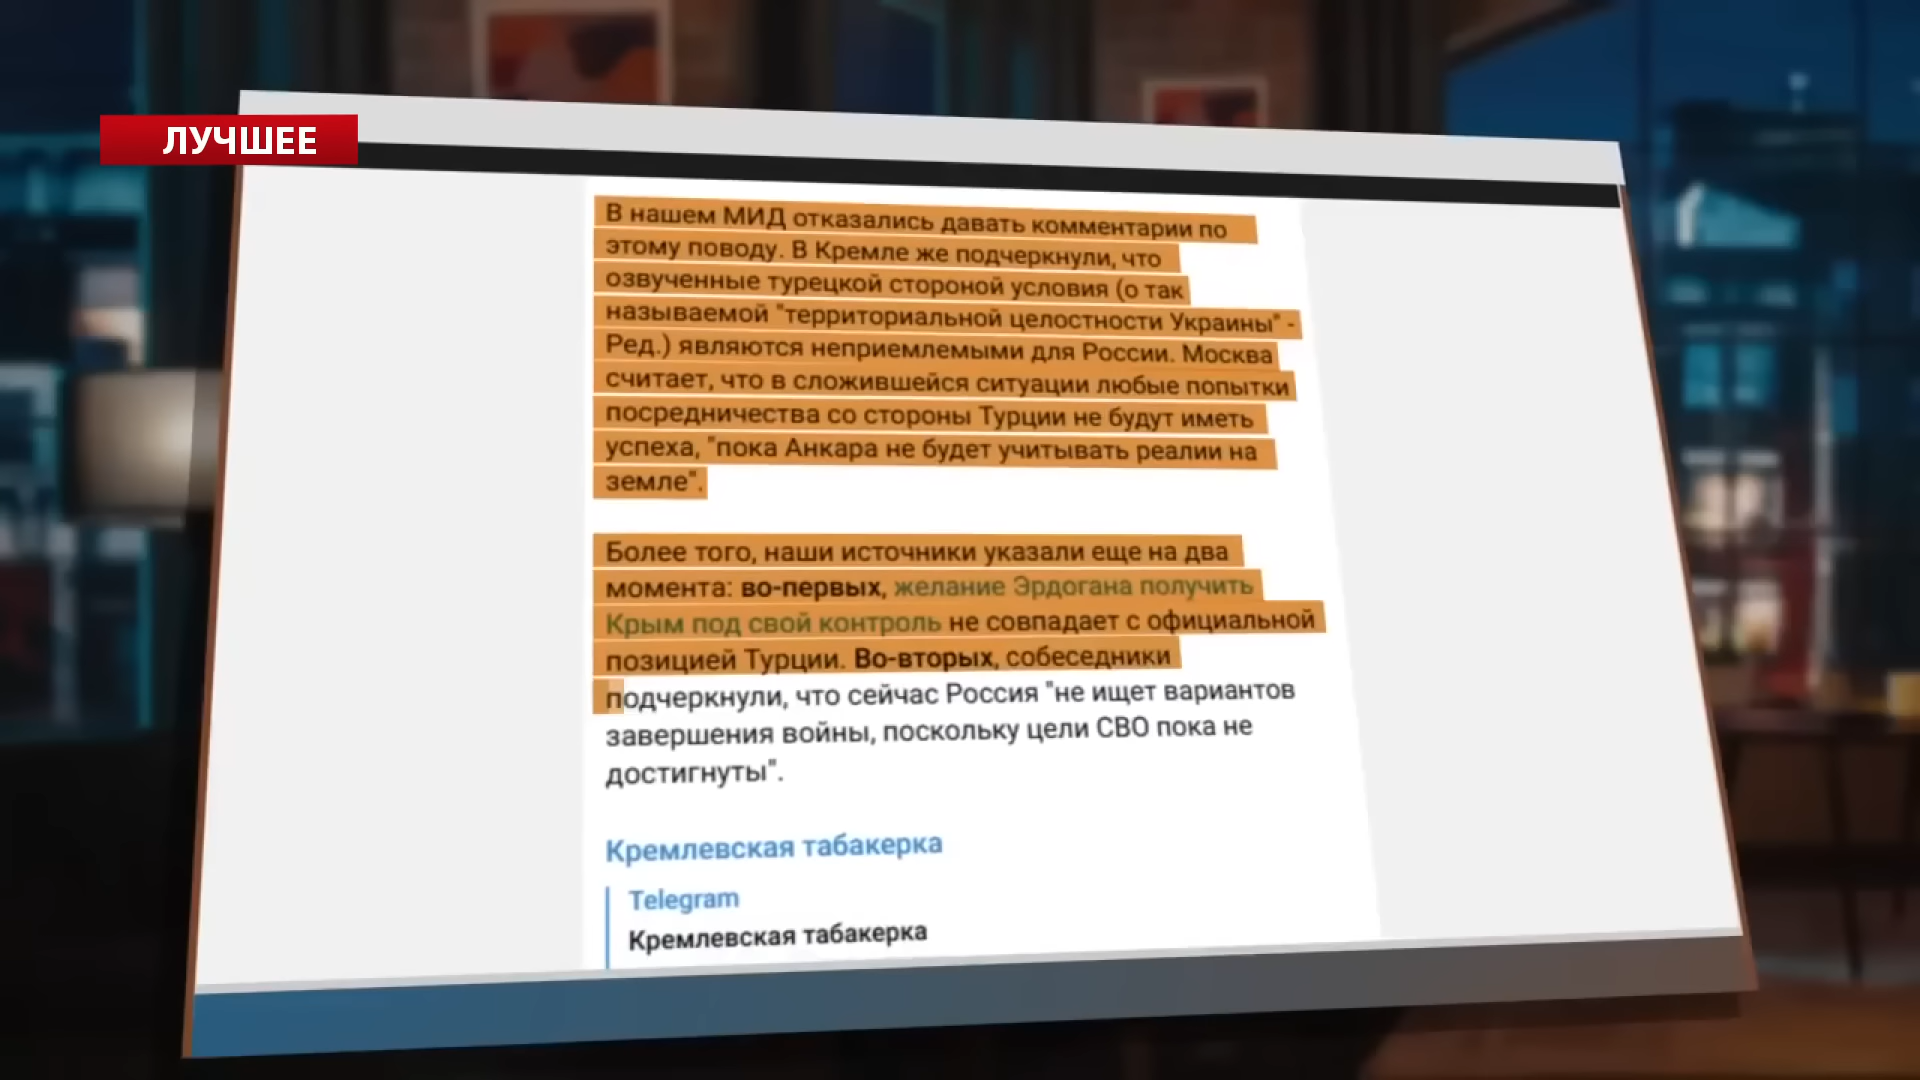 ЛУЧШЕЕ
В нашем МИД отказались давать комментарии по
этому поводу. В Кремле же подчеркнули, что
озвученные турецкой стороной условия (о так
называемой "территориальной целостности Украины" -
Ред.) являются неприемлемыми для России. Москва
считает, что в сложившейся ситуации любые попытки
посредничества со стороны Турции не будут иметь
успеха, "пока Анкара не будет учитывать реалии на
земле".
Более того, наши источники указали еще на два
момента: во-первых, желание Эрдогана получить
Крым под свой контроль не совпадает с официальной
позицией Турции. Во-вторых, собеседники
подчеркнули, что сейчас Россия "не ищет вариантов
завершения войны, поскольку цели СВО пока не
достигнуты".
Кремлевская табакерка
Telegram
Кремлевская табакерка